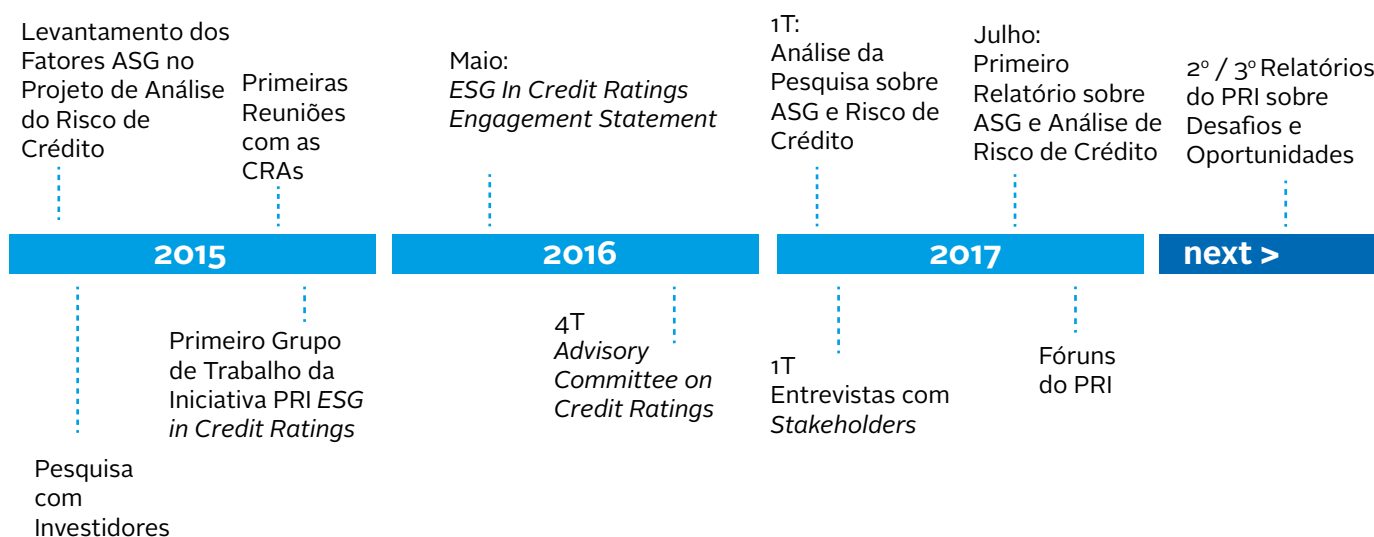 Levantamento dos
Fatores ASG no
Projeto de Análise
do Risco de
Crédito
Primeiras
Reuniões
com as
CRAs
Maio:
ESG In Credit Ratings
Engagement Statement
1T:
Análise da
Pesquisa sobre
ASG e Risco de
Crédito
Julho:
Primeiro
Relatório sobre
ASG e Análise de
Risco de Crédito
2º / 3º Relatórios
do PRI sobre
Desafios e
Oportunidades
2015
2016
2017
next >
Pesquisa
com
Investidores
Primeiro Grupo
de Trabalho da
Iniciativa PRI ESG
in Credit Ratings
4T
Advisory
Committee on
Credit Ratings
1T
Entrevistas com
Stakeholders
Fóruns
do PRI